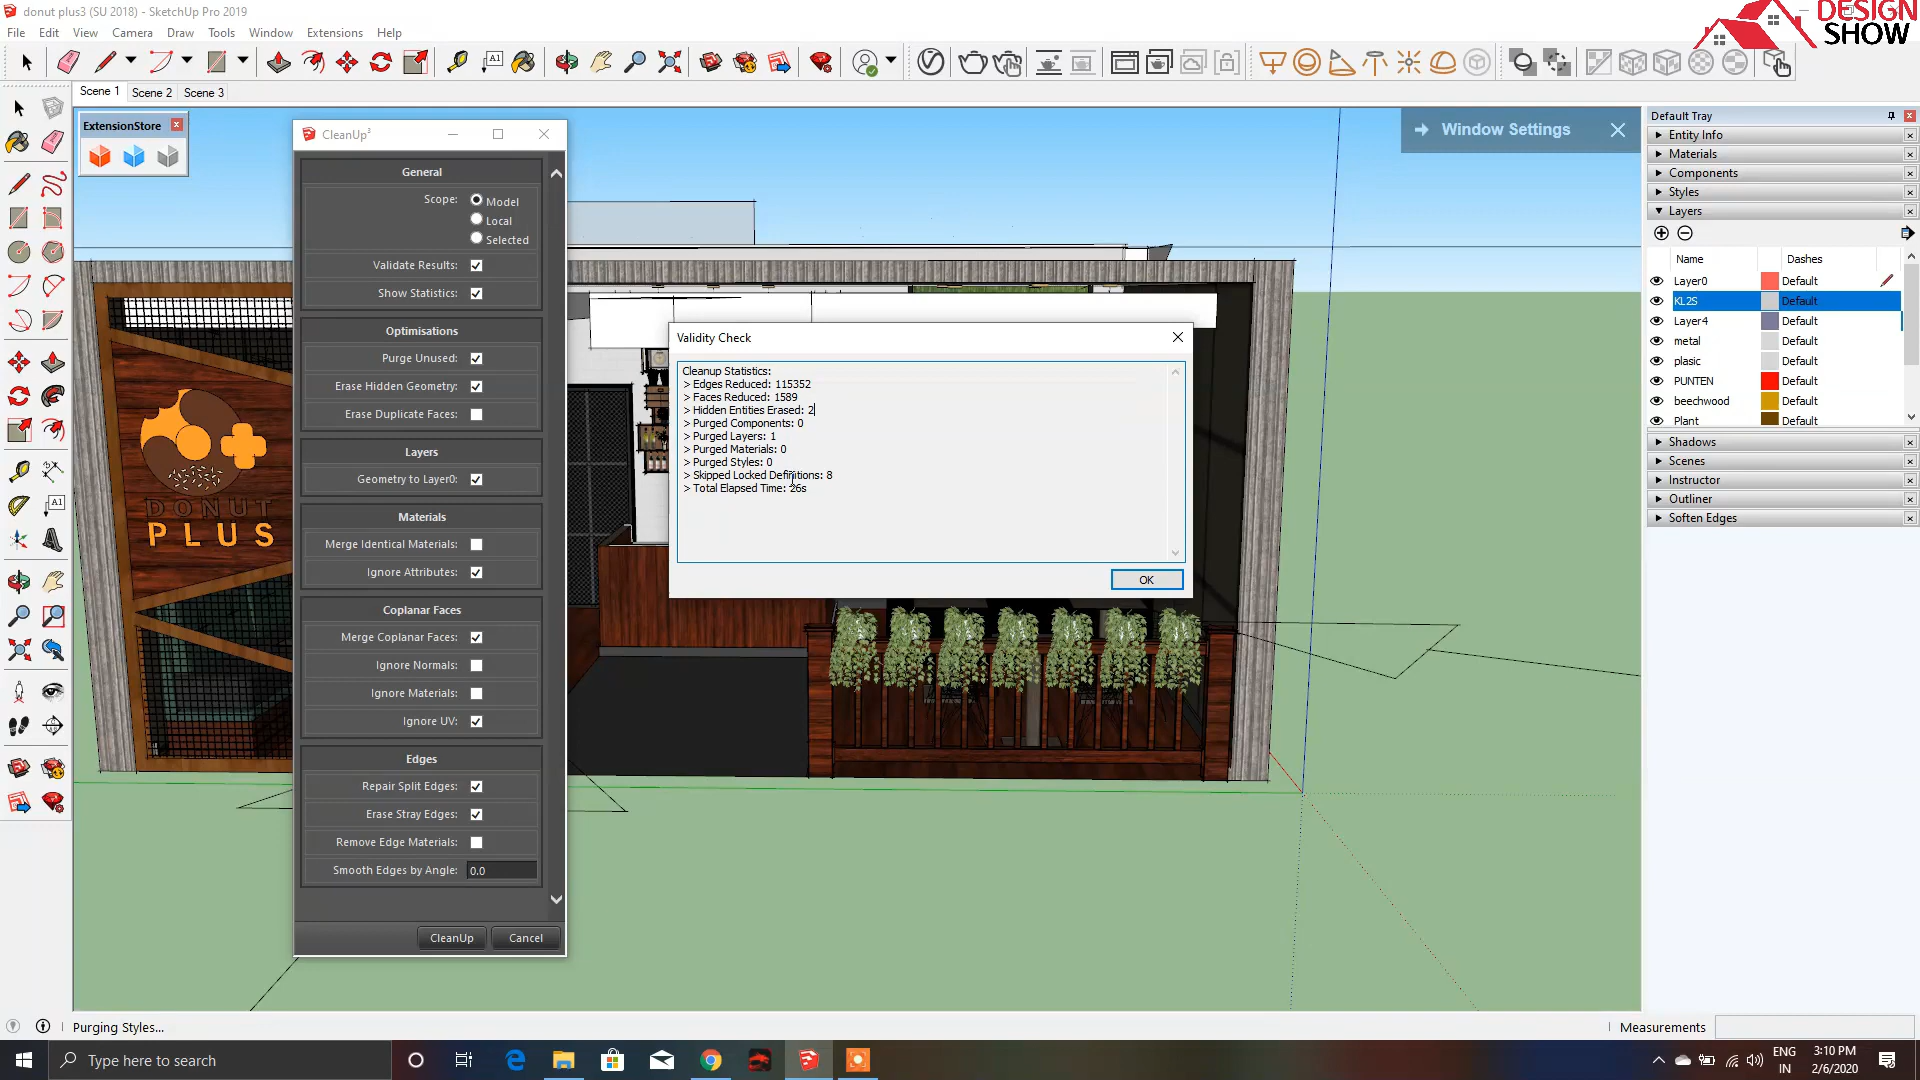 donut plus3 (SU 2018) - SketchUp Pro 2019
DESIGN
SHOW
File Edit View Camera Draw Tools Window Extensions Help
A1
Scene 1 Scene 2 Scene 3
ExtensionStore
CleanUp³
General
Scope:
Model
Local
Selected
Validate Results:
Show Statistics:
Optimisations
Purge Unused:
Erase Hidden Geometry:
Erase Duplicate Faces:
Layers
Geometry to Layer0:
Materials
Merge Identical Materials:
Ignore Attributes:
Coplanar Faces
Merge Coplanar Faces:
Ignore Normals:
Ignore Materials:
Ignore UV:
Edges
Repair Split Edges:
Erase Stray Edges:
Remove Edge Materials:
Smooth Edges by Angle: 0.0
CleanUp Cancel
DONUT
PLUS
A1
Validity Check
Cleanup Statistics:
> Edges Reduced: 115352
> Faces Reduced: 1589
> Hidden Entities Erased: 2
> Purged Components: 0
> Purged Layers: 1
> Purged Materials: 0
> Purged Styles: 0
> Skipped Locked Definitions: 8
> Total Elapsed Time: 26s
OK
Window Settings
Default Tray
Entity Info
Materials
Components
Styles
Layers
Name Dashes
Layer0 Default
KL2S Default
Layer4 Default
metal Default
plasic Default
PUNTEN Default
beechwood Default
Plant Default
Shadows
Scenes
Instructor
Outliner
Soften Edges
Purging Styles...
Measurements
Type here to search
ENG
IN
3:10 PM
2/6/2020